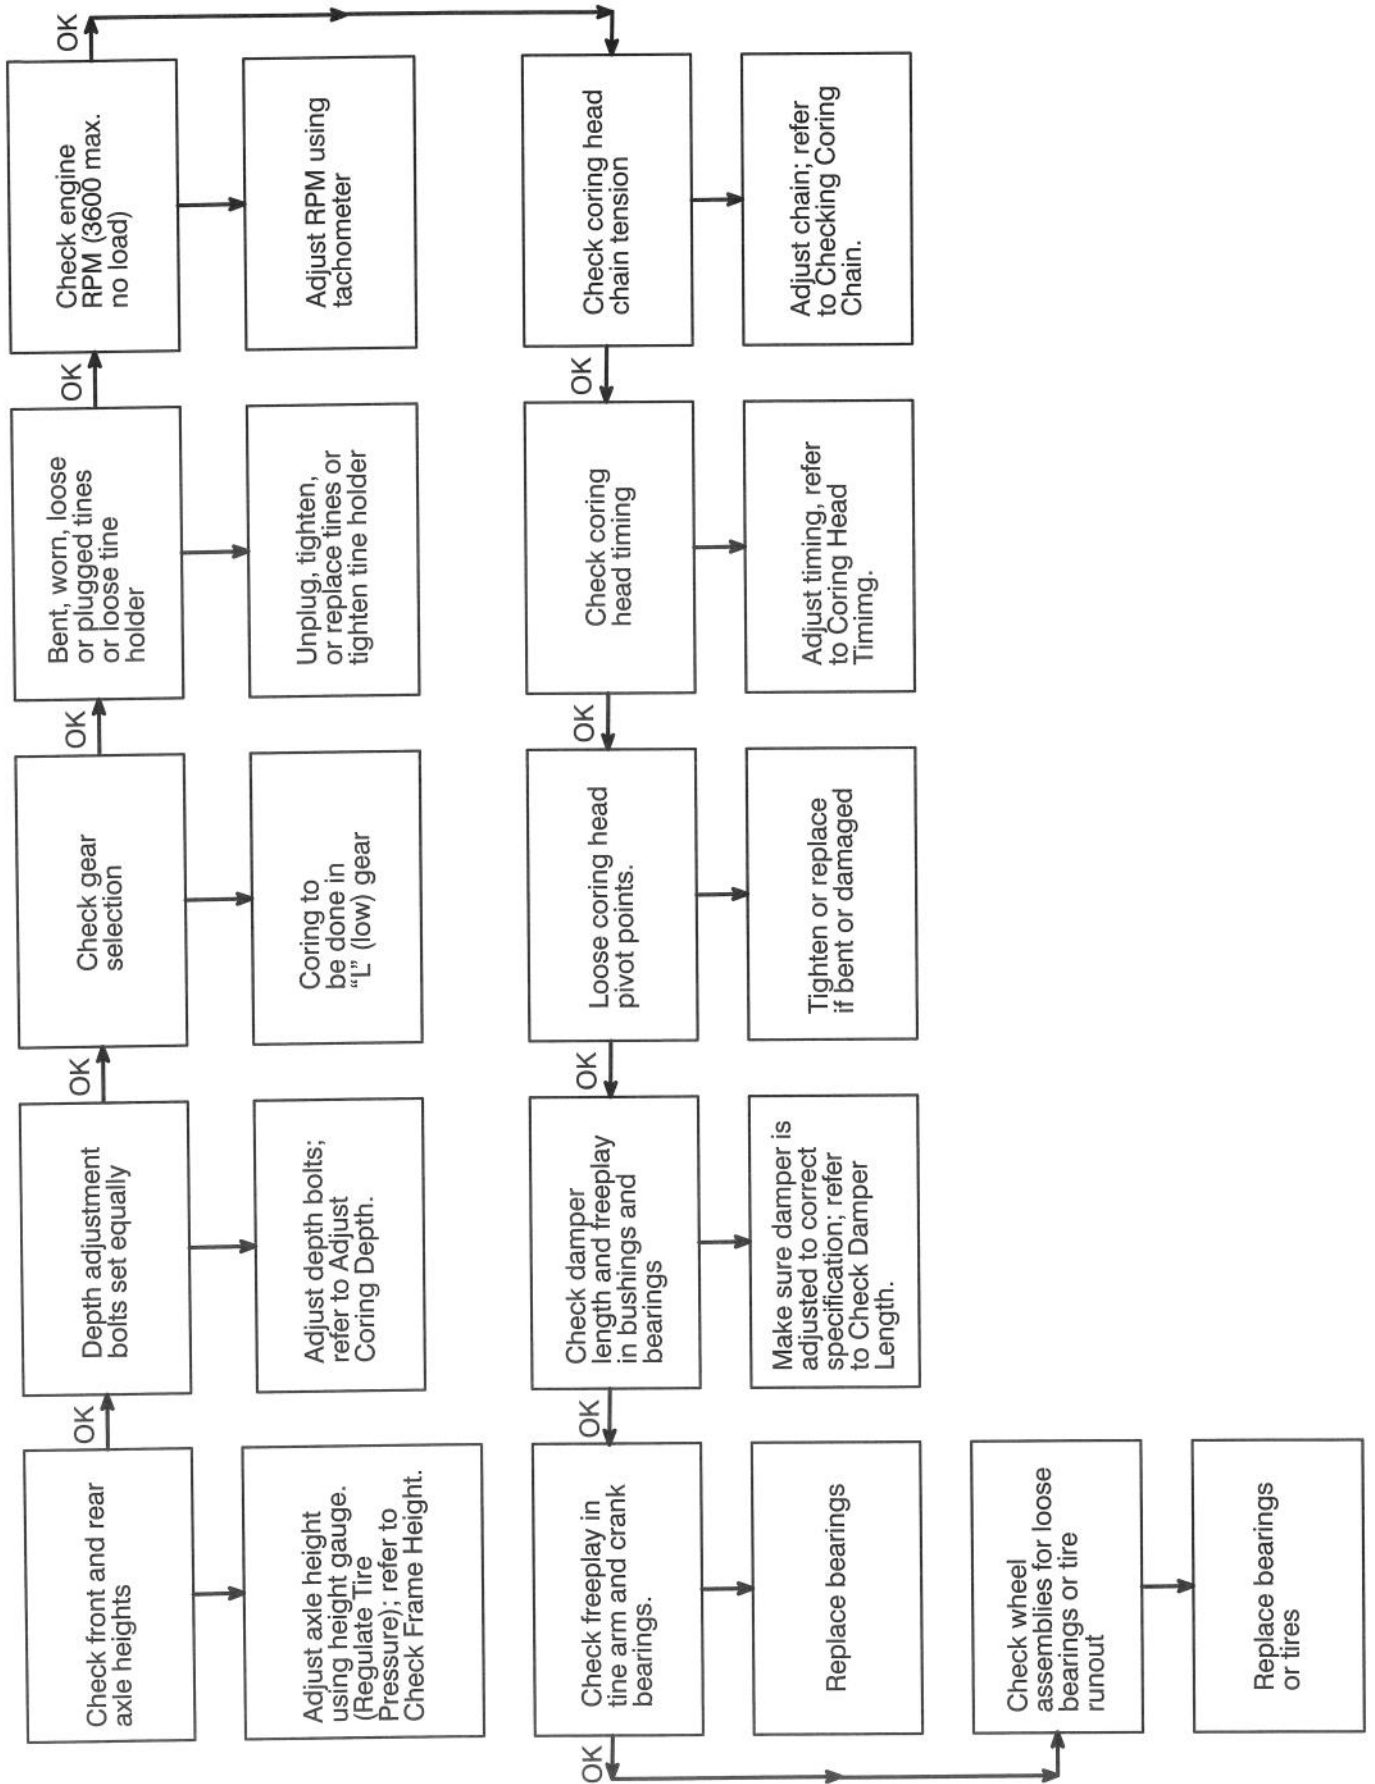 Check front and rear
axle heights
OK
Adjust axle height
using height gauge.
(Regulate Tire
Pressure); refer to
Check Frame Height.
Depth adjustment
bolts set equally
OK
Adjust depth bolts;
refer to Adjust
Coring Depth.
Check gear
selection
OK
Coring to
be done in
“L” (low) gear
Bent, worn, loose
or plugged tines
or loose tine
holder
OK
Unplug, tighten,
or replace tines or
tighten tine holder
Check engine
RPM (3600 max.
no load)
OK
Adjust RPM using
tachometer
Check coring head
chain tension
OK
Adjust chain; refer
to Checking Coring
Chain.
Check coring
head timing
OK
Adjust timing, refer
to Coring Head
Timimg.
Loose coring head
pivot points.
OK
Tighten or replace
if bent or damaged
Check damper
length and freeplay
in bushings and
bearings
OK
Make sure damper is
adjusted to correct
specification; refer
to Check Damper
Length.
Check freeplay in
tine arm and crank
bearings.
OK
Replace bearings
Check wheel
assemblies for loose
bearings or tire
runout
Replace bearings
or tires